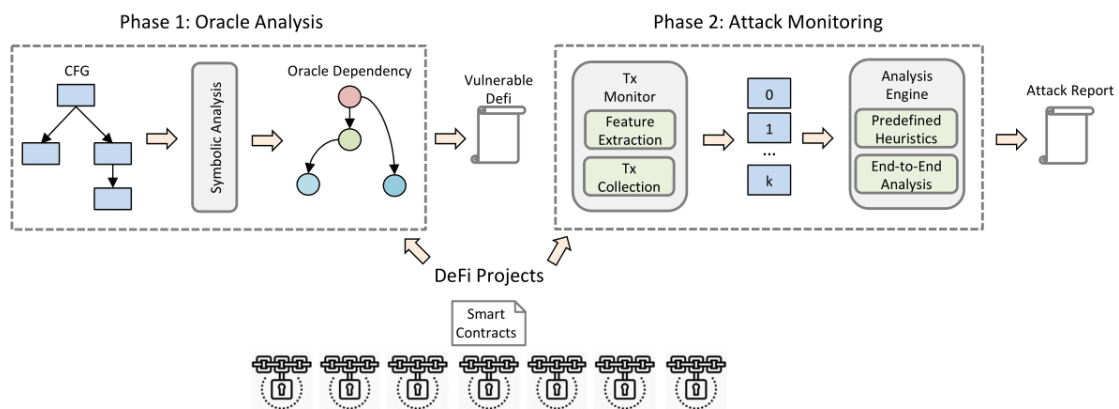 Phase 1: Oracle Analysis
CFG
Symbolic Analysis
Oracle Dependency
Vulnerable
Defi
Phase 2: Attack Monitoring
Tx
Monitor
Feature
Extraction
Tx
Collection
0
1
...
k
Analysis
Engine
Predefined
Heuristics
End-to-End
Analysis
Attack Report
DeFi Projects
Smart
Contracts